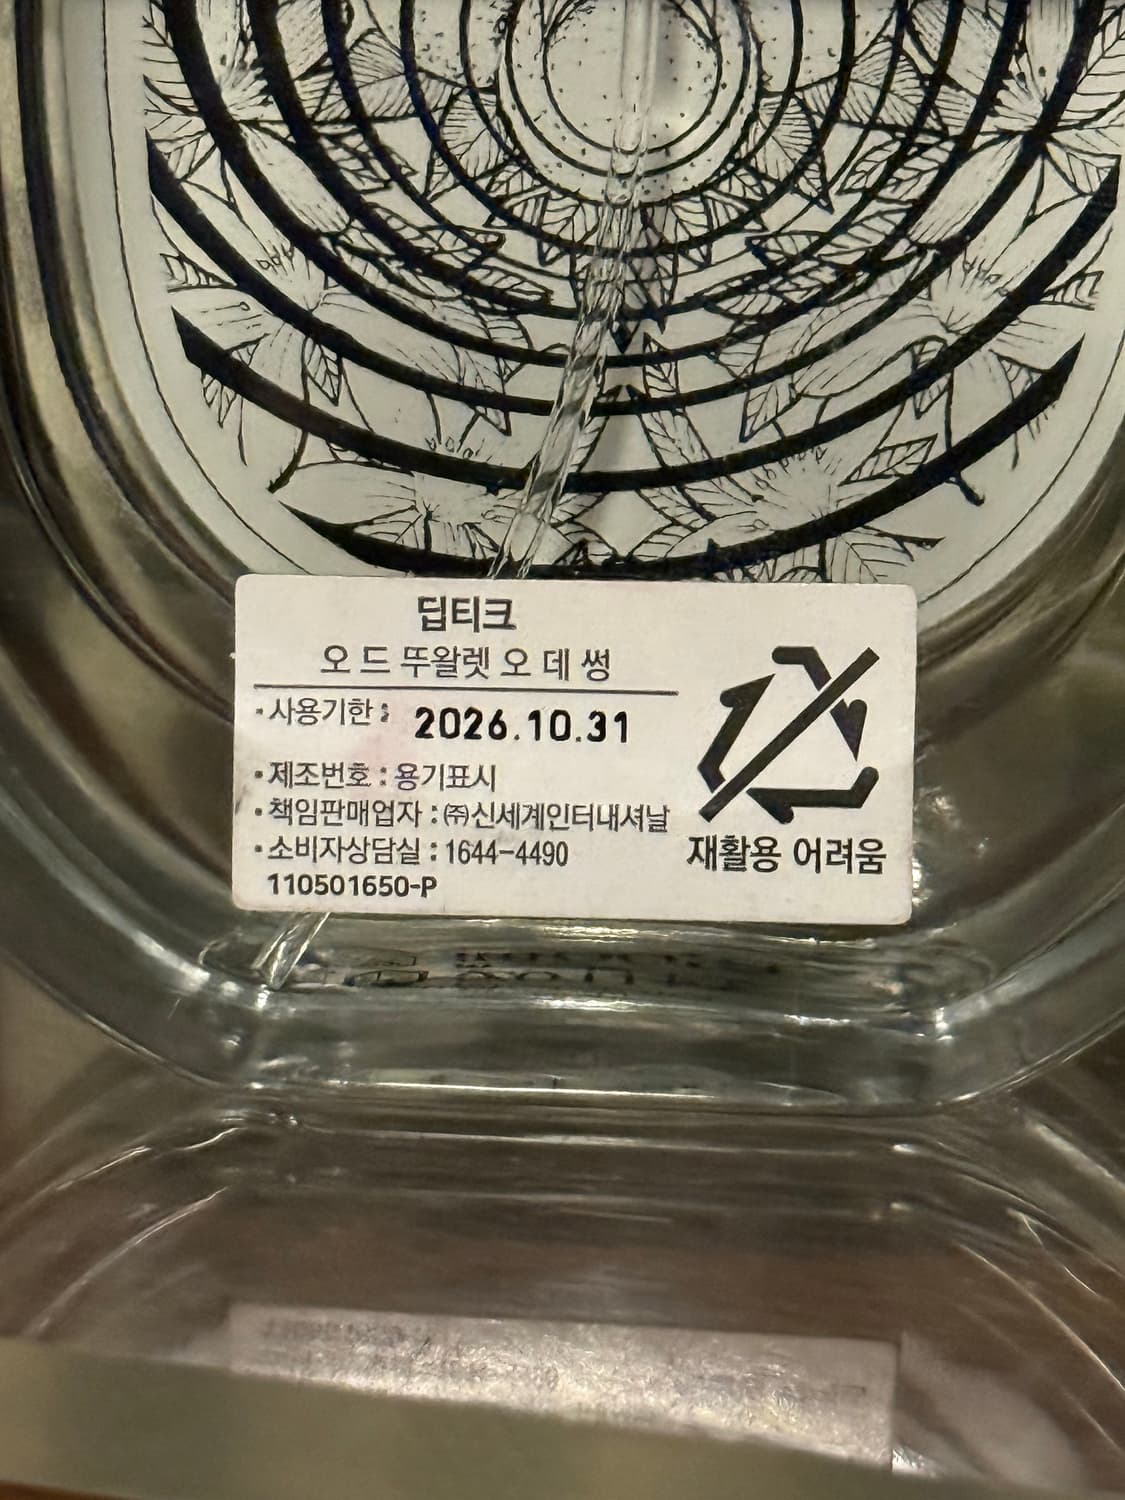 딥티크
오 드 뚜왈렛 오 데 썽
·사용기한 : 2026.10.31
·제조번호 : 용기표시
·책임판매업자 : ㈜신세계인터내셔날
·소비자상담실 : 1644-4490
110501650-P
재활용 어려움